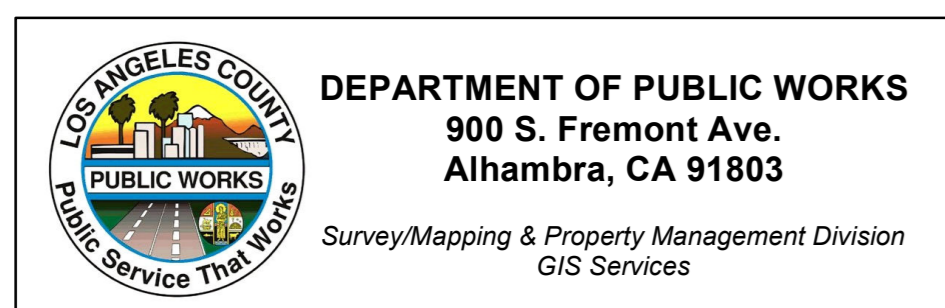 LOS ANGELES COUNTY
PUBLIC WORKS
Public Service That Works
DEPARTMENT OF PUBLIC WORKS
900 S. Fremont Ave.
Alhambra, CA 91803
Survey/Mapping & Property Management Division
GIS Services